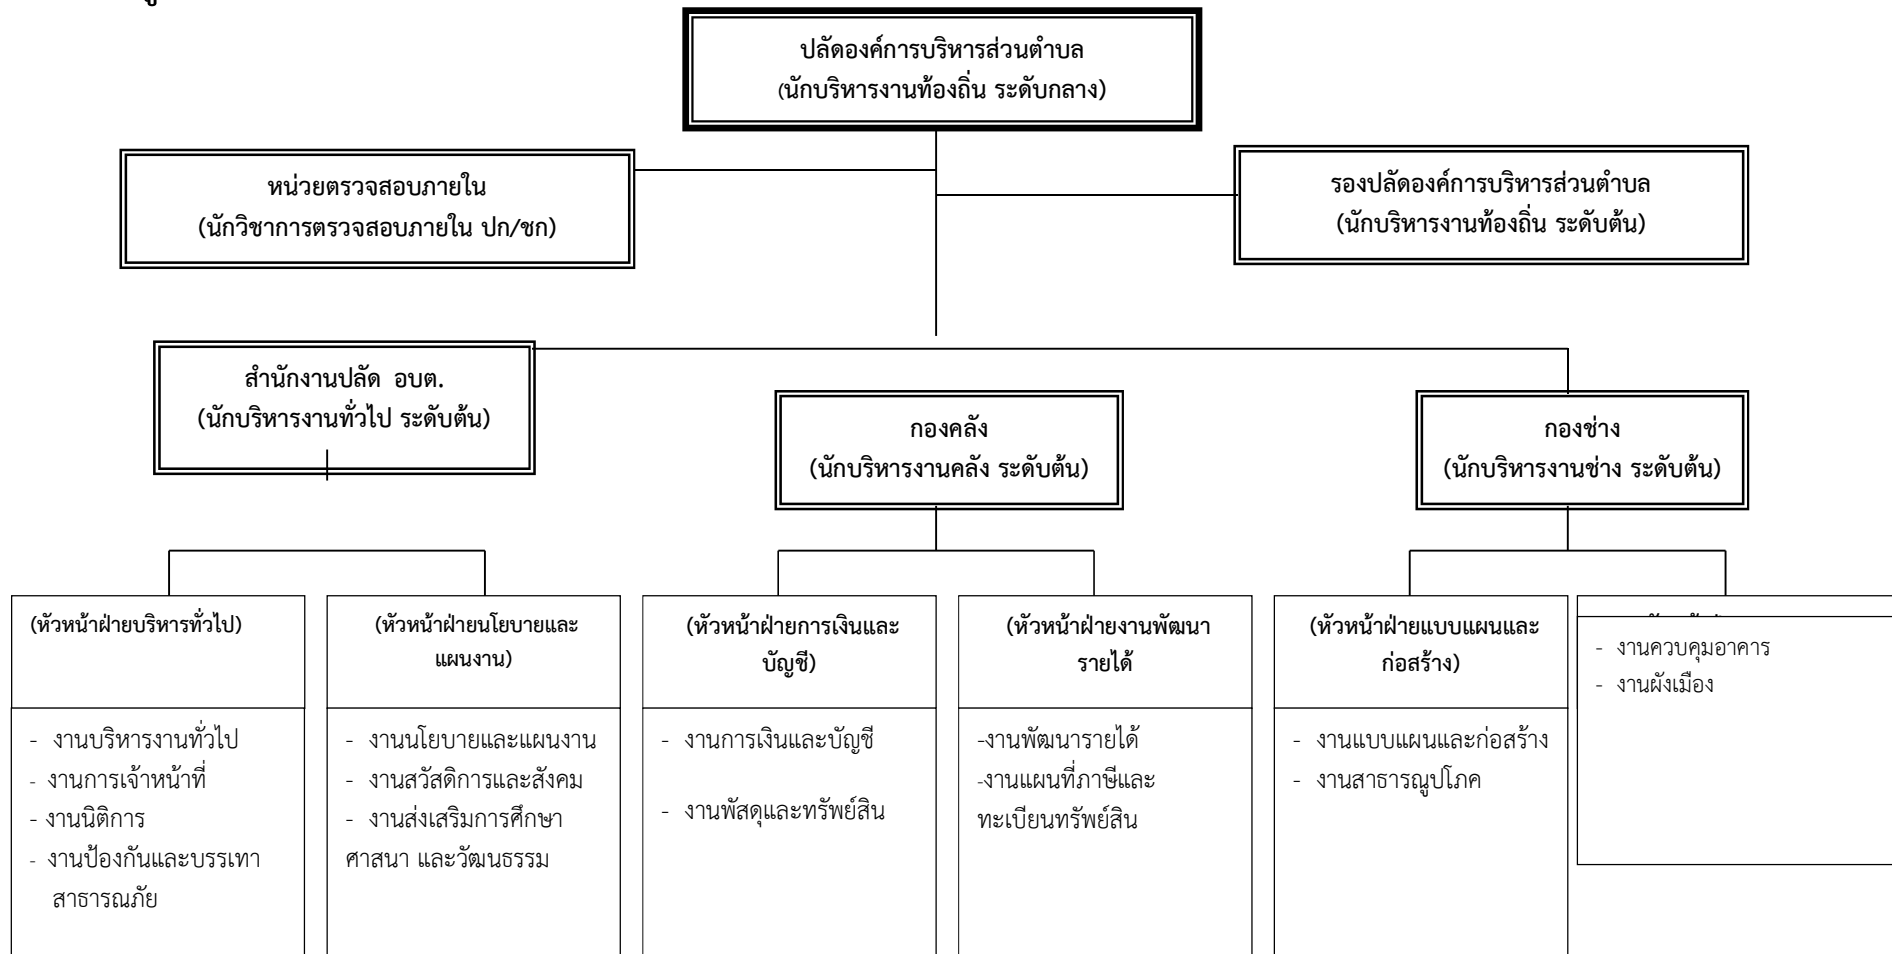 ปลัดองค์การบริหารส่วนตำบล
(นักบริหารงานท้องถิ่น ระดับกลาง)
หน่วยตรวจสอบภายใน
(นักวิชาการตรวจสอบภายใน ปก/ชก)
รองปลัดองค์การบริหารส่วนตำบล
(นักบริหารงานท้องถิ่น ระดับต้น)
สำนักงานปลัด อบต.
(นักบริหารงานทั่วไป ระดับต้น)
กองคลัง
(นักบริหารงานคลัง ระดับต้น)
กองช่าง
(นักบริหารงานช่าง ระดับต้น)
(หัวหน้าฝ่ายบริหารทั่วไป)
- งานบริหารงานทั่วไป
- งานการเจ้าหน้าที่
- งานนิติการ
- งานป้องกันและบรรเทา
สาธารณภัย
(หัวหน้าฝ่ายนโยบายและ
แผนงาน)
- งานนโยบายและแผนงาน
- งานสวัสดิการและสังคม
- งานส่งเสริมการศึกษา
ศาสนา และวัฒนธรรม
(หัวหน้าฝ่ายการเงินและ
บัญชี)
- งานการเงินและบัญชี
- งานพัสดุและทรัพย์สิน
(หัวหน้าฝ่ายงานพัฒนา
รายได้
-งานพัฒนารายได้
-งานแผนที่ภาษีและ
ทะเบียนทรัพย์สิน
(หัวหน้าฝ่ายแบบแผนและ
ก่อสร้าง)
- งานแบบแผนและก่อสร้าง
- งานสาธารณูปโภค
- งานควบคุมอาคาร
- งานผังเมือง